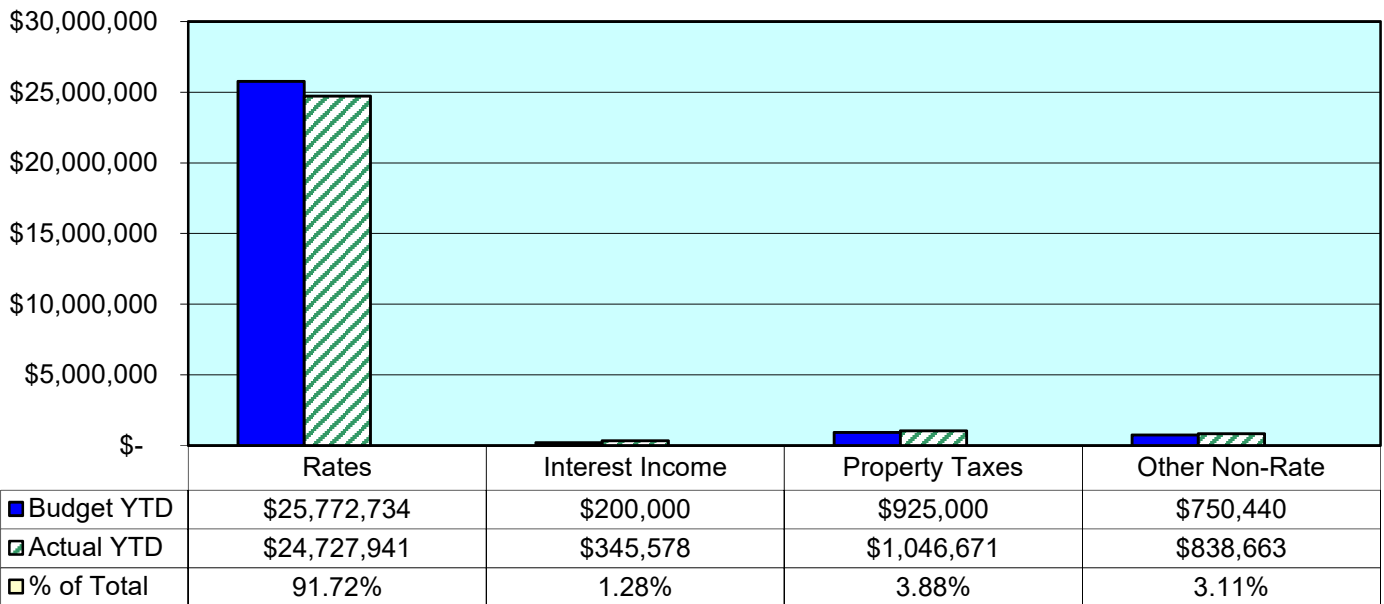 $30,000,000
$25,000,000
$20,000,000
$15,000,000
$10,000,000
$5,000,000
$-
Rates Interest Income Property Taxes Other Non-Rate
Budget YTD $25,772,734 $200,000 $925,000 $750,440
Actual YTD $24,727,941 $345,578 $1,046,671 $838,663
% of Total 91.72% 1.28% 3.88% 3.11%